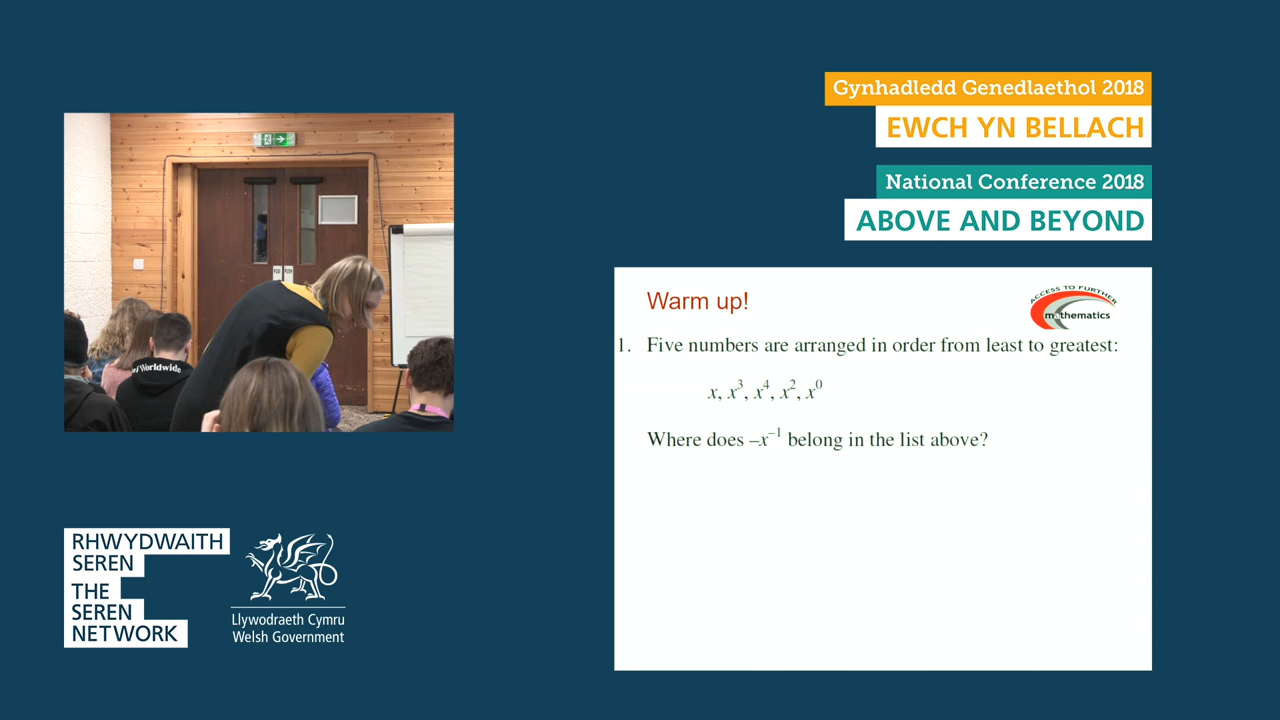 Gynhadledd Genedlaethol 2018
EWCH YN BELLACH
National Conference 2018
ABOVE AND BEYOND
Worldwide
Warm up!
ACCESS TO FURTHER
mathematics
1. Five numbers are arranged in order from least to greatest:
x, x³, x⁴, x², x⁰
Where does –x⁻¹ belong in the list above?
RHWYDWAITH
SEREN
THE
SEREN
NETWORK
Llywodraeth Cymru
Welsh Government